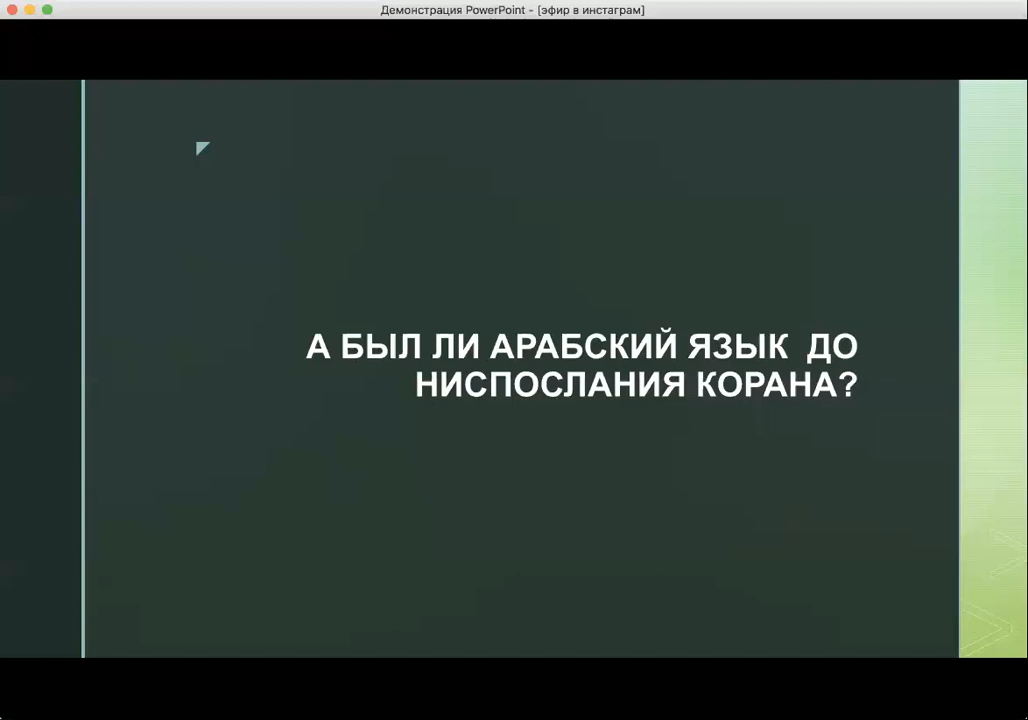 Демонстрация PowerPoint - [эфир в инстаграм]
А БЫЛ ЛИ АРАБСКИЙ ЯЗЫК  ДО
НИСПОСЛАНИЯ КОРАНА?